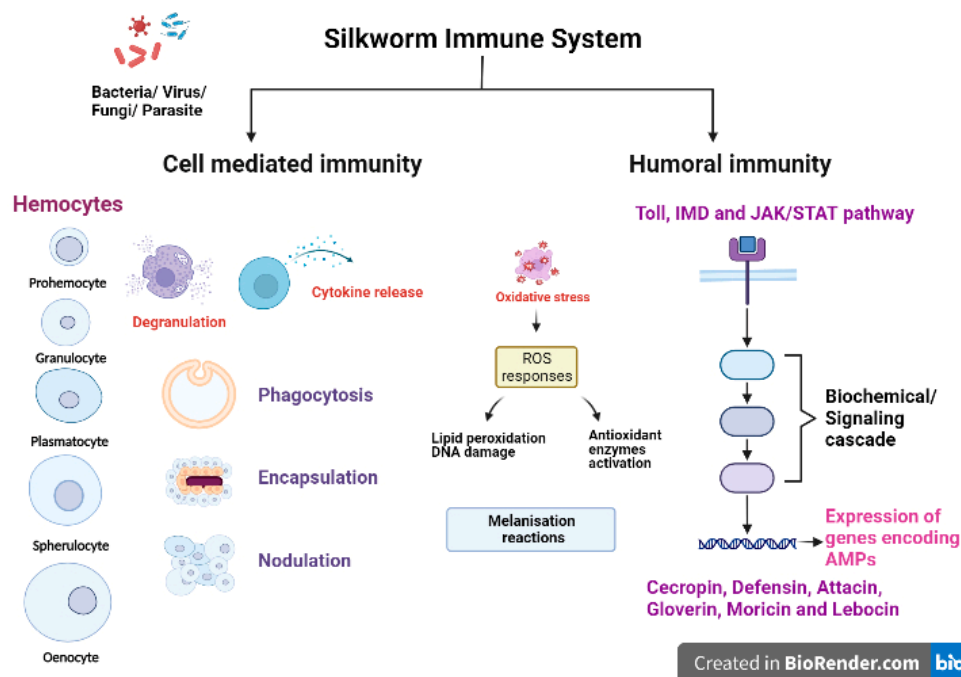 Silkworm Immune System
Bacteria/ Virus/
Fungi/ Parasite
Cell mediated immunity
Humoral immunity
Hemocytes
Prohemocyte
Granulocyte
Plasmatocyte
Spherulocyte
Oenocyte
Degranulation
Cytokine release
Phagocytosis
Encapsulation
Nodulation
Oxidative stress
ROS
responses
Lipid peroxidation
DNA damage
Antioxidant
enzymes
activation
Melanisation
reactions
Toll, IMD and JAK/STAT pathway
Biochemical/
Signaling
cascade
Expression of
genes encoding
AMPs
Cecropin, Defensin, Attacin,
Gloverin, Moricin and Lebocin
Created in BioRender.com